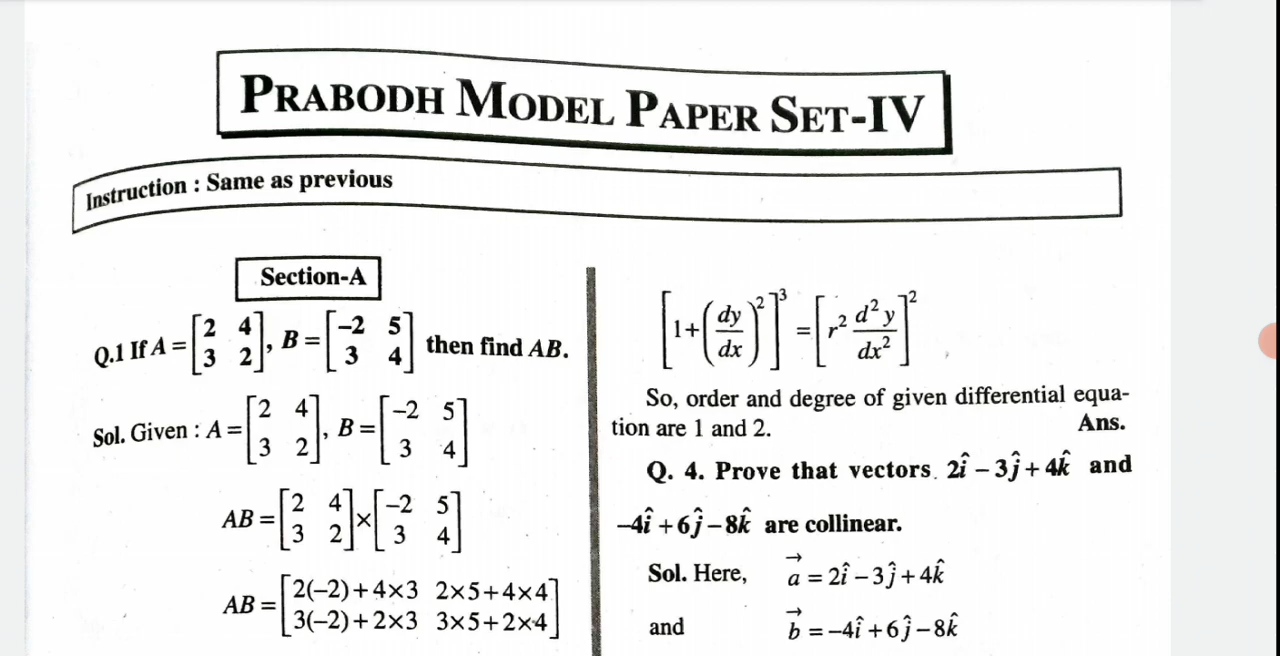 PRABODH MODEL PAPER SET-IV
Instruction : Same as previous
Section-A
Q.1 If A = [2 4; 3 2], B = [–2 5; 3 4] then find AB.
Sol. Given : A = [2 4; 3 2], B = [–2 5; 3 4]
AB = [2 4; 3 2] × [–2 5; 3 4]
AB = [2(–2)+4×3 2×5+4×4; 3(–2)+2×3 3×5+2×4]
[1+(dy/dx)²]³ = [r² d²y/dx²]²
So, order and degree of given differential equa-
tion are 1 and 2. Ans.
Q. 4. Prove that vectors 2î – 3ĵ + 4k̂ and
–4î + 6ĵ – 8k̂ are collinear.
Sol. Here, a⃗ = 2î – 3ĵ + 4k̂
and b⃗ = –4î + 6ĵ – 8k̂